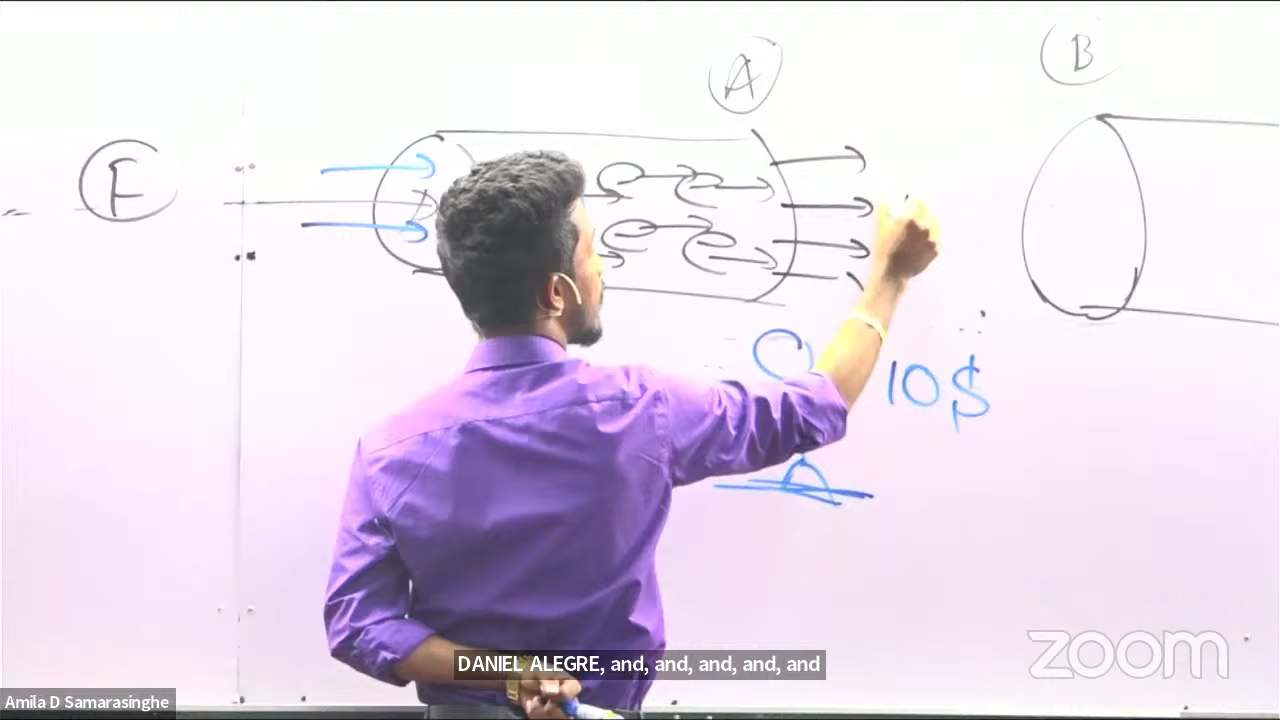 A
B
F
10$
DANIEL ALEGRE, and, and, and, and, and
zoom
Amila D Samarasinghe